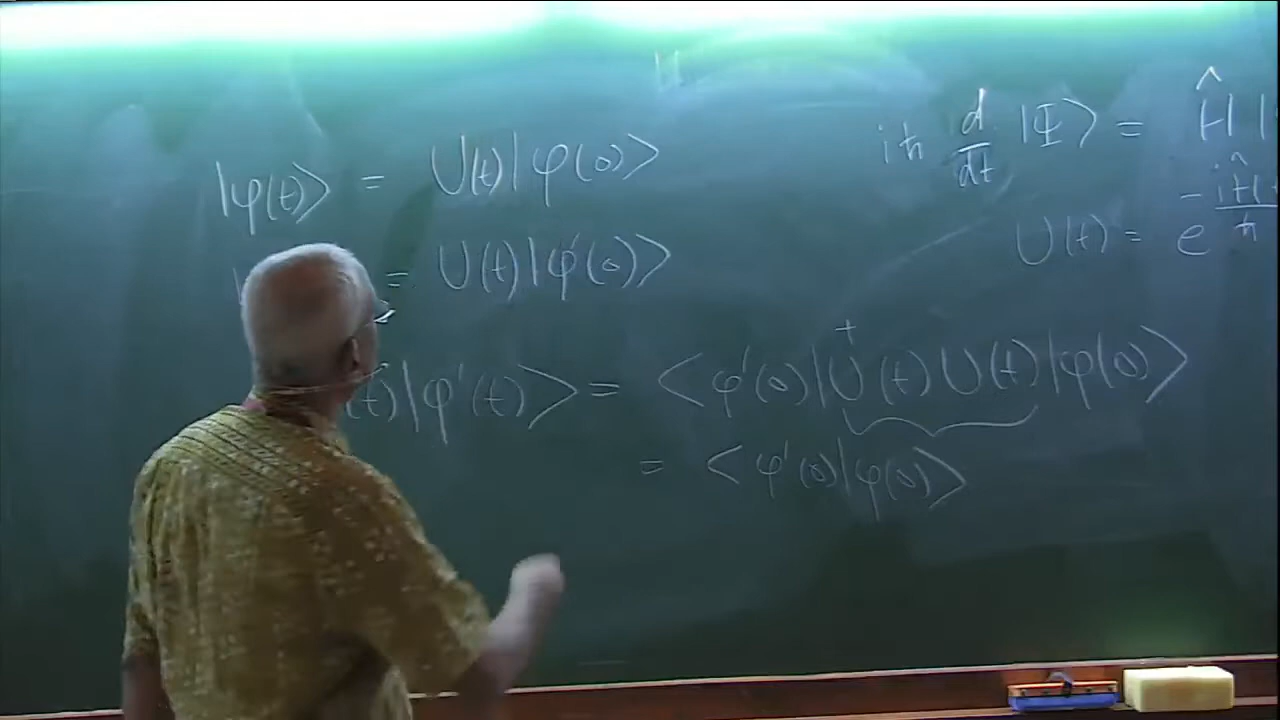 |φ(t)> = U(t)|φ(0)>
= U(t)|φ'(0)>
(t)|φ'(t)> = <φ'(0)|U†(t)U(t)|φ(0)>
= <φ'(0)|φ(0)>
iℏ d/dt |Ψ> = Ĥ |
U(t) = e^{-iĤt/ℏ}